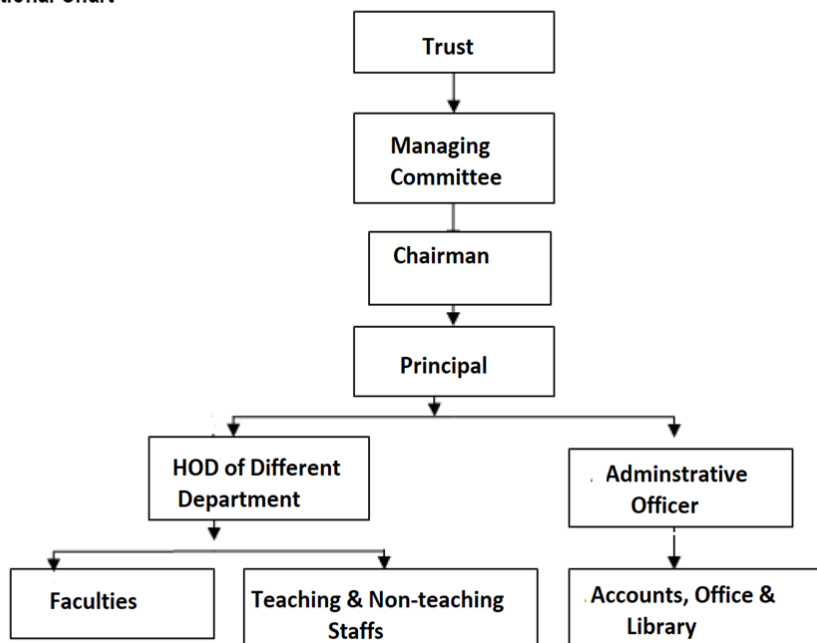 Trust
Managing
Committee
Chairman
Principal
HOD of Different
Department
Adminstrative
Officer
Faculties
Teaching & Non-teaching
Staffs
Accounts, Office &
Library